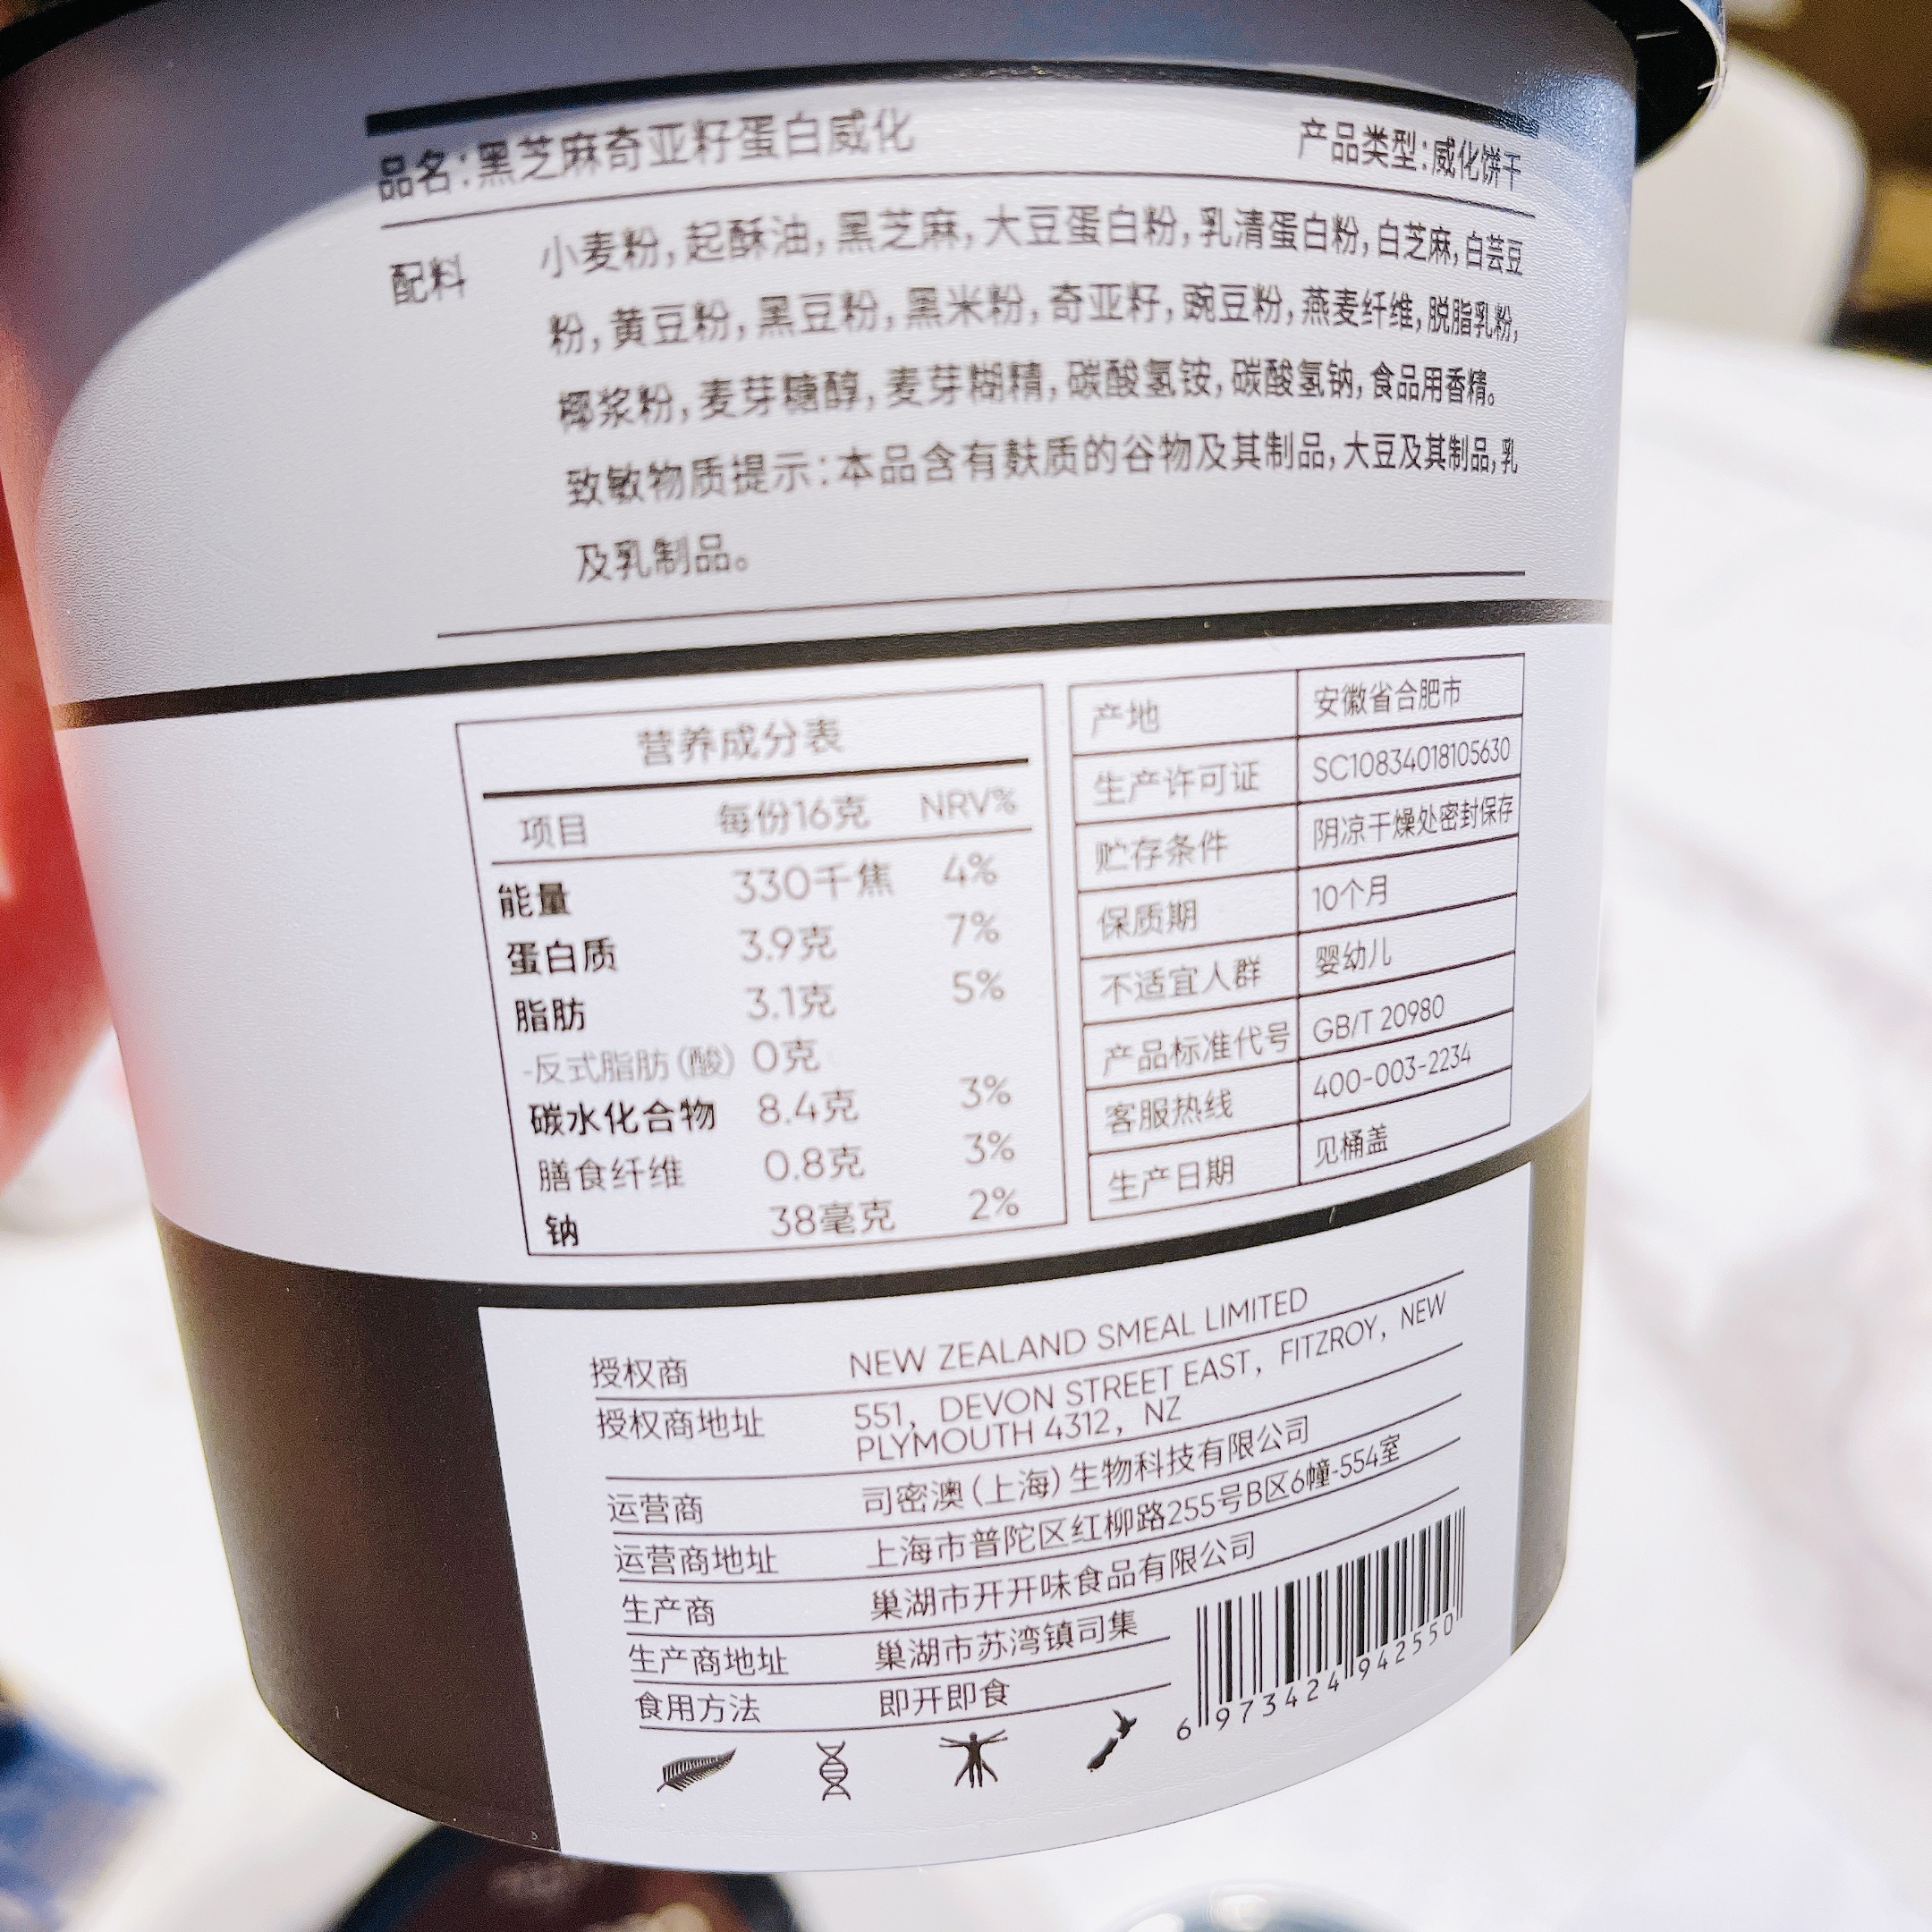 品名:黑芝麻奇亚籽蛋白威化 产品类型:威化饼干
配料 小麦粉,起酥油,黑芝麻,大豆蛋白粉,乳清蛋白粉,白芝麻,白芸豆
粉,黄豆粉,黑豆粉,黑米粉,奇亚籽,豌豆粉,燕麦纤维,脱脂乳粉,
椰浆粉,麦芽糖醇,麦芽糊精,碳酸氢铵,碳酸氢钠,食品用香精。
致敏物质提示:本品含有麸质的谷物及其制品,大豆及其制品,乳
及乳制品。
营养成分表
项目 每份16克 NRV%
能量 330千焦 4%
蛋白质 3.9克 7%
脂肪 3.1克 5%
-反式脂肪(酸) 0克
碳水化合物 8.4克 3%
膳食纤维 0.8克 3%
钠 38毫克 2%
产地 安徽省合肥市
生产许可证 SC10834018105630
贮存条件 阴凉干燥处密封保存
保质期 10个月
不适宜人群 婴幼儿
产品标准代号 GB/T 20980
客服热线 400-003-2234
生产日期 见桶盖
授权商 NEW ZEALAND SMEAL LIMITED
授权商地址 551, DEVON STREET EAST, FITZROY, NEW
PLYMOUTH 4312, NZ
运营商 司密澳(上海)生物科技有限公司
运营商地址 上海市普陀区红柳路255号B区6幢-554室
生产商 巢湖市开开味食品有限公司
生产商地址 巢湖市苏湾镇司集
食用方法 即开即食
6 973424 942550